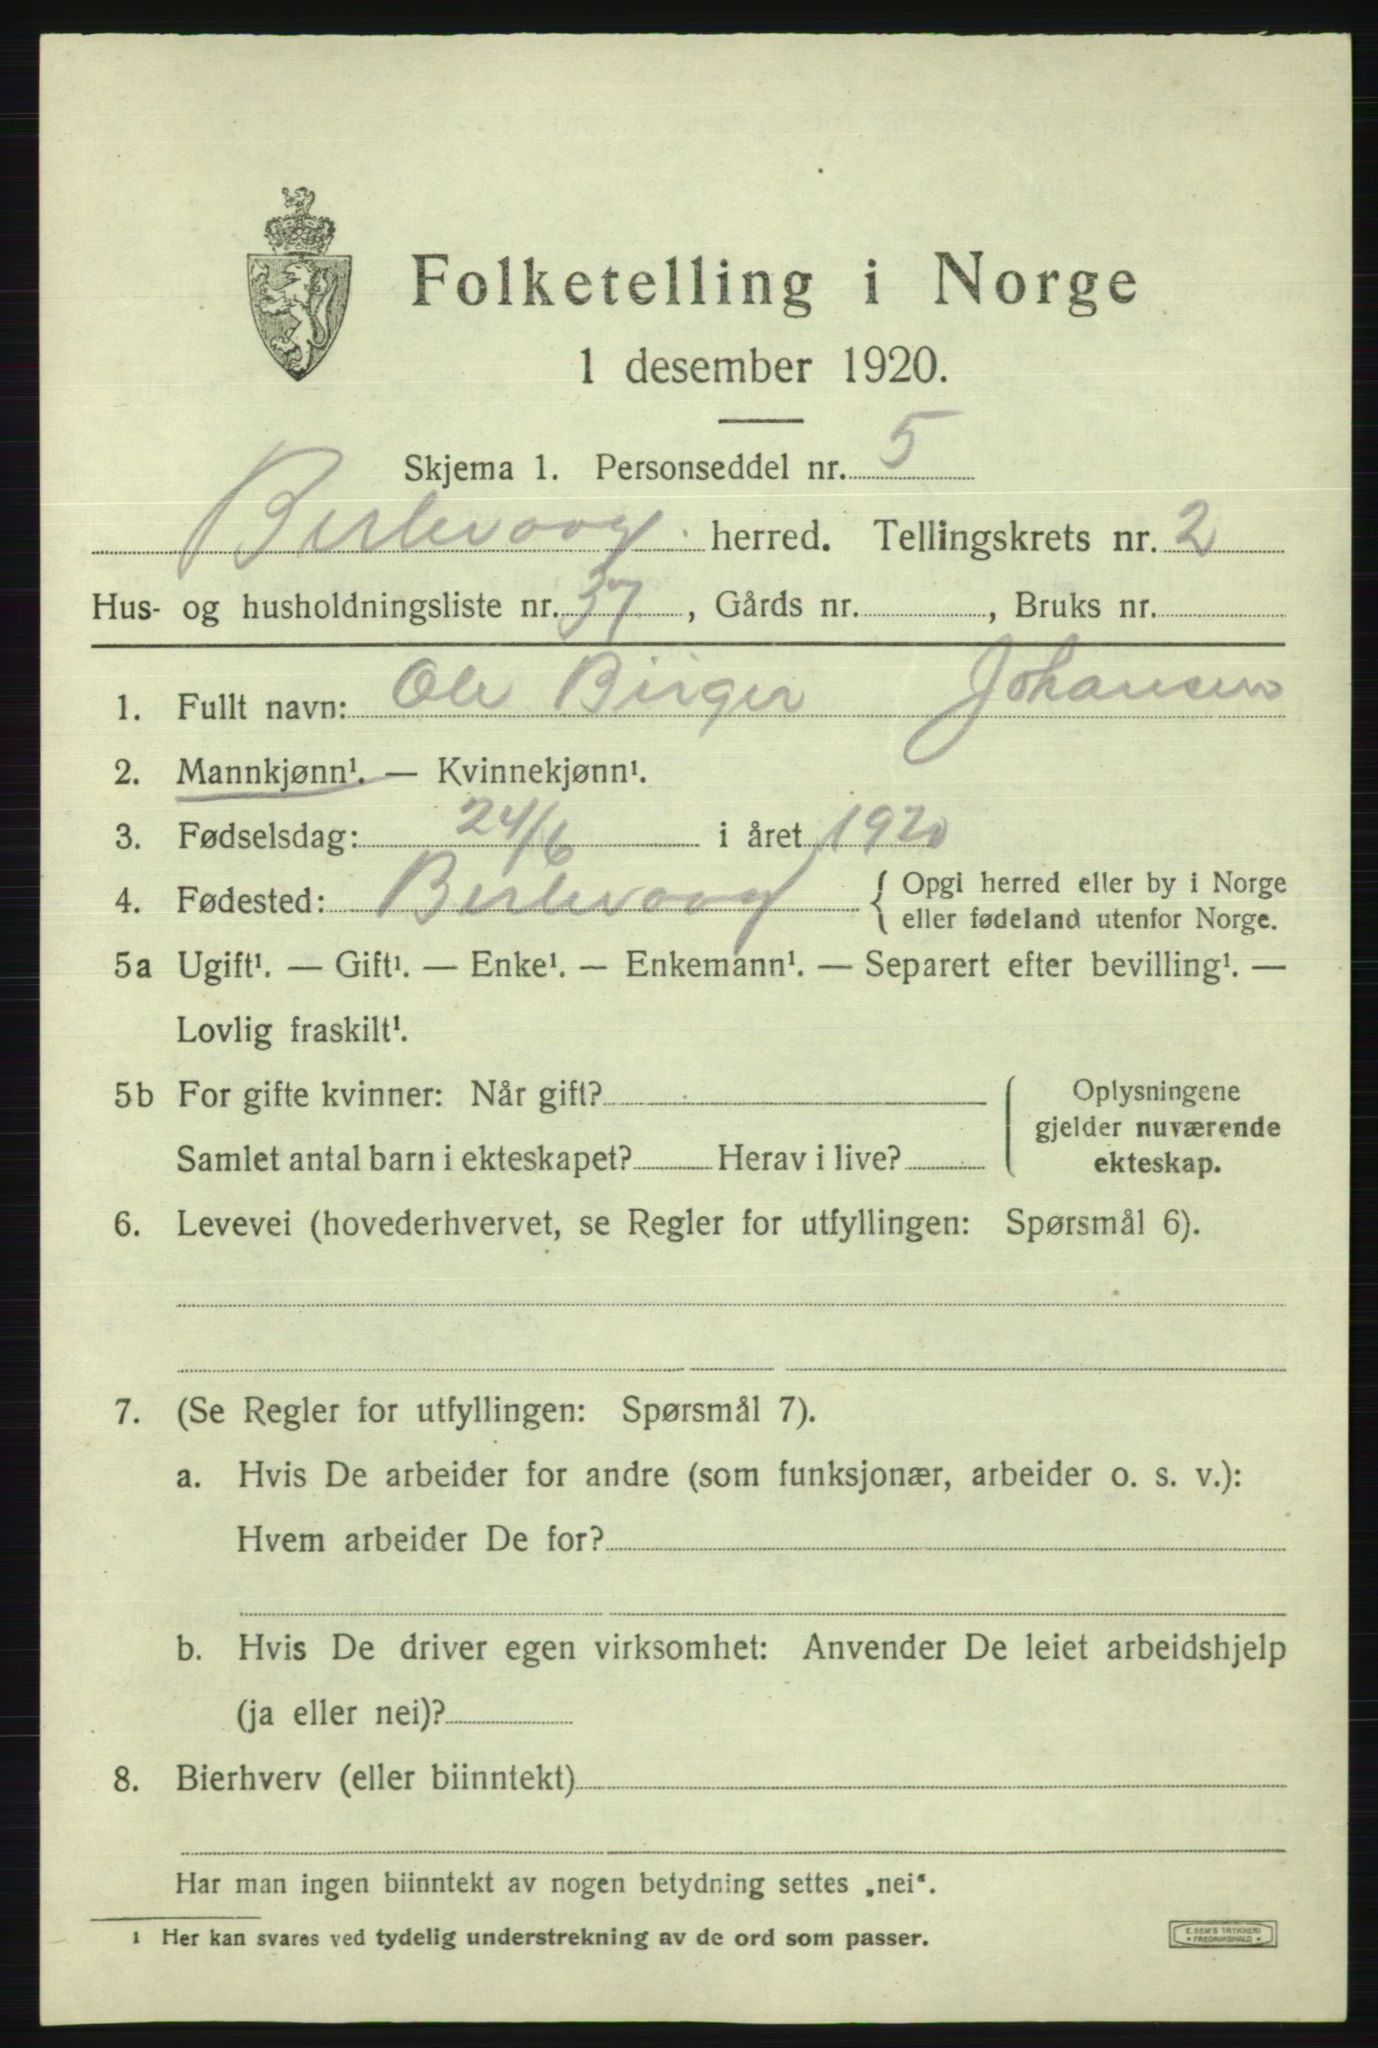 Folketelling i Norge
1 desember 1920.
Skjema 1. Personseddel nr. 5
Berlevaag herred. Tellingskrets nr. 2
Hus- og husholdningsliste nr. 37, Gårds nr. , Bruks nr.
1. Fullt navn: Ole Birger Johansen
2. Mannkjønn¹. — Kvinnekjønn¹.
3. Fødselsdag: 24/6 i året 1920
4. Fødested: Berlevaag { Opgi herred eller by i Norge
eller fødeland utenfor Norge.
5a Ugift¹. — Gift¹. — Enke¹. — Enkemann¹. — Separert efter bevilling¹. —
Lovlig fraskilt¹.
5b For gifte kvinner: Når gift?
Samlet antal barn i ekteskapet? Herav i live?
Oplysningene
gjelder nuværende
ekteskap.
6. Levevei (hovederhvervet, se Regler for utfyllingen: Spørsmål 6).
7. (Se Regler for utfyllingen: Spørsmål 7).
a. Hvis De arbeider for andre (som funksjonær, arbeider o. s. v.):
Hvem arbeider De for?
b. Hvis De driver egen virksomhet: Anvender De leiet arbeidshjelp
(ja eller nei)?
8. Bierhverv (eller biinntekt)
Har man ingen biinntekt av nogen betydning settes „nei“.
1 Her kan svares ved tydelig understrekning av de ord som passer.
E. SEM'S TRYKKERI
FREDRIKSHALD